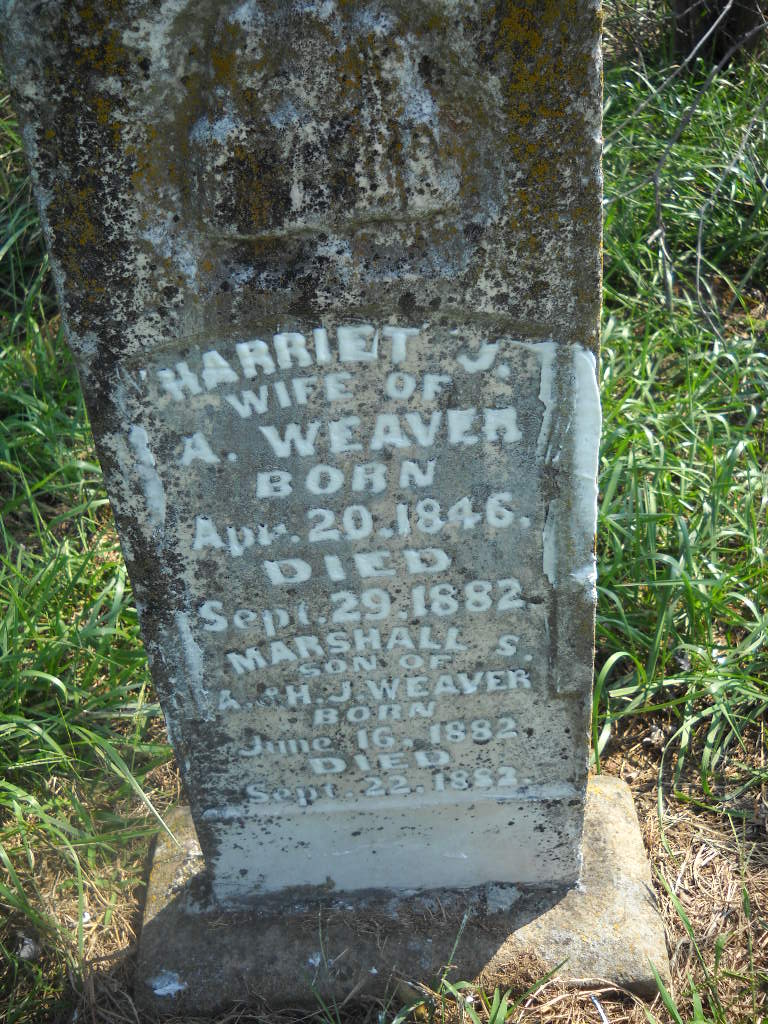 HARRIET J.
WIFE OF
A. WEAVER
BORN
Apr. 20. 1846.
DIED
Sept. 29. 1882
MARSHALL S.
SON OF
A. & H. J. WEAVER
BORN
June 16, 1882
DIED
Sept. 22. 1882.